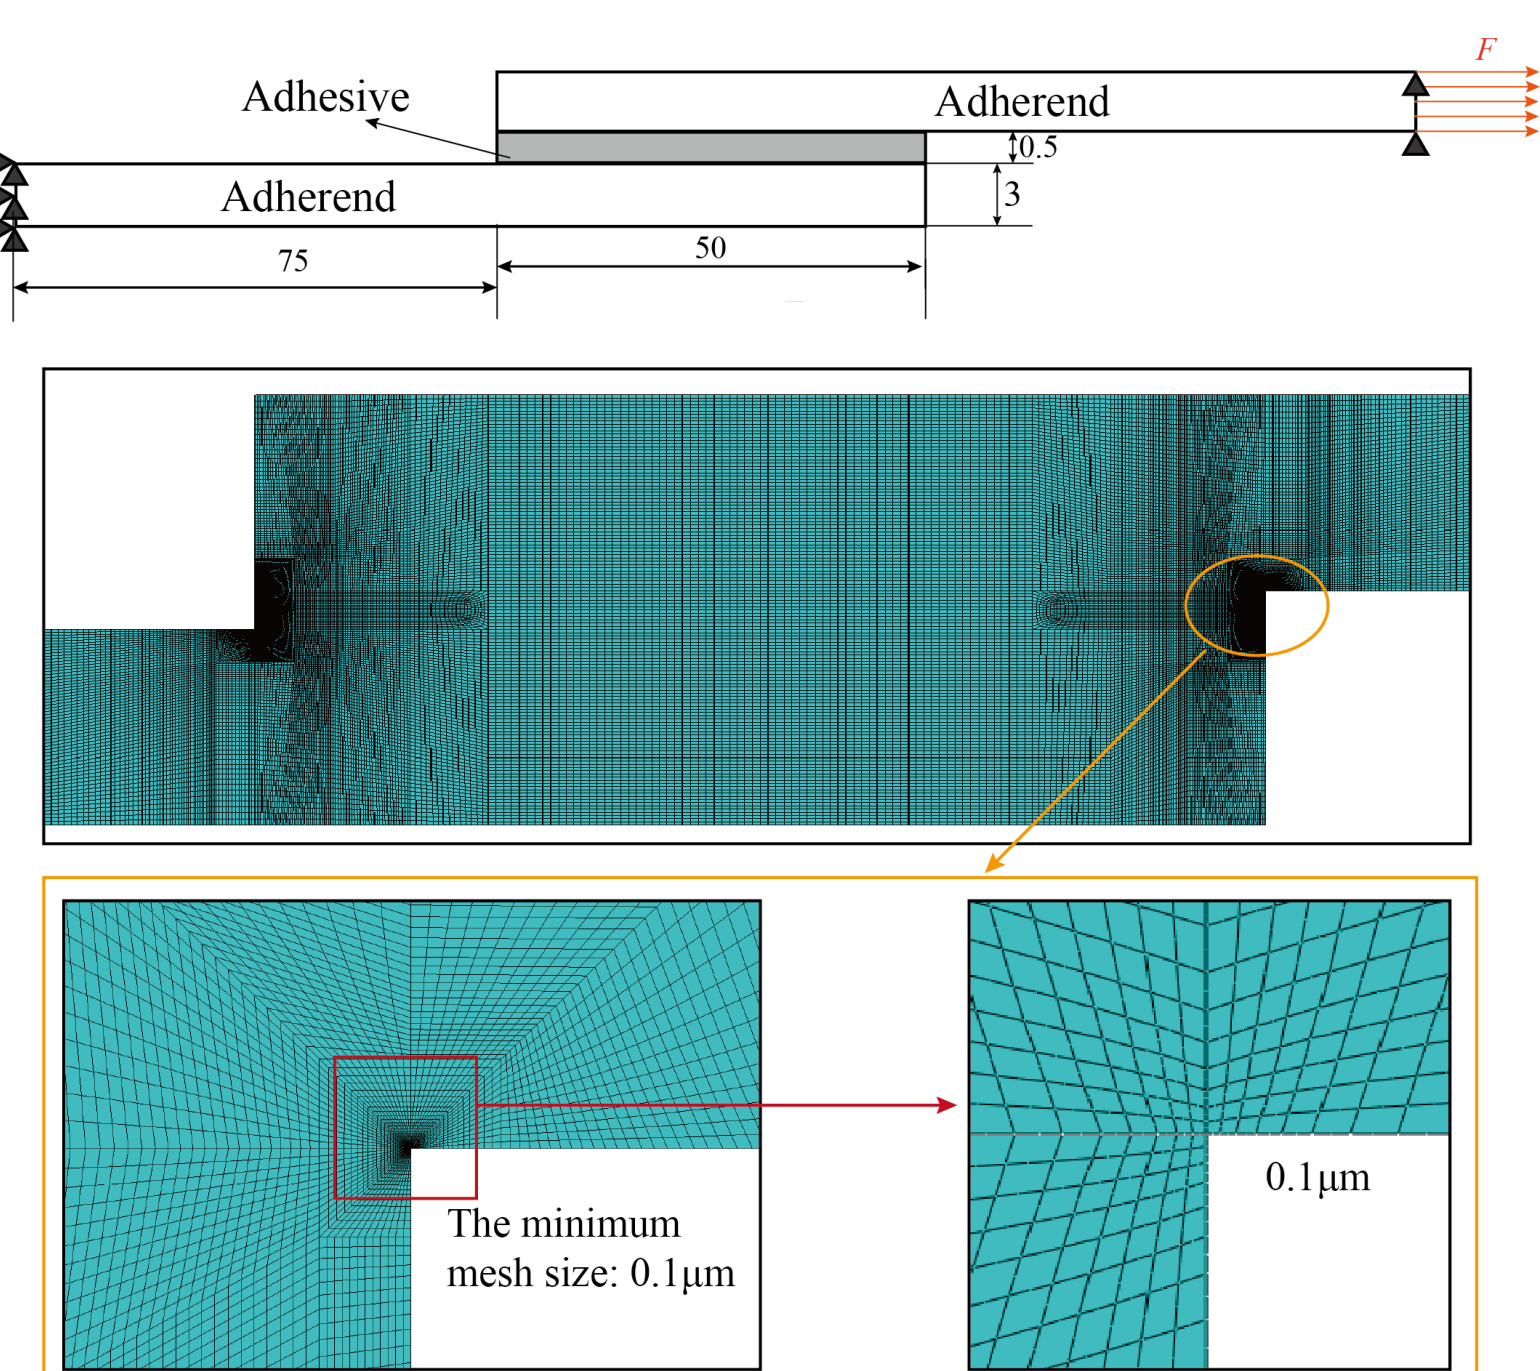 F
Adhesive
Adherend
0.5
Adherend
3
75
50
The minimum
mesh size: 0.1μm
0.1μm